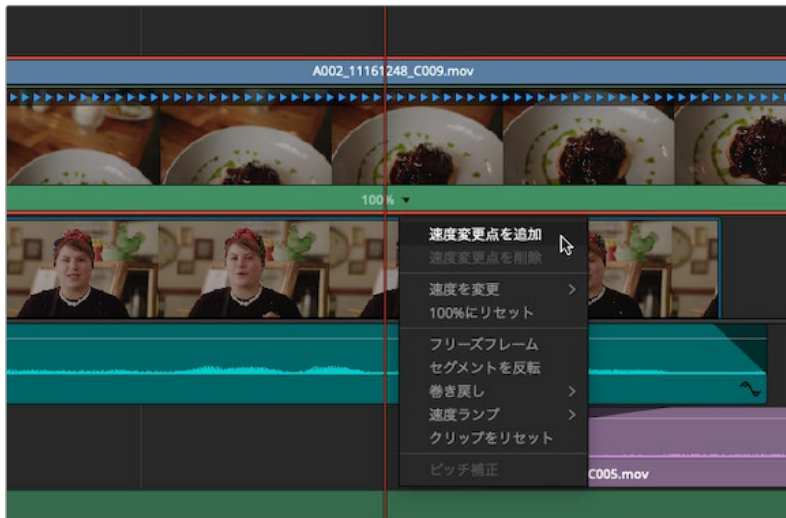 A002_11161248_C009.mov
100%
速度変更点を追加
速度変更点を削除
速度を変更
100%にリセット
フリーズフレーム
セグメントを反転
巻き戻し
速度ランプ
クリップをリセット
ピッチ補正
C005.mov